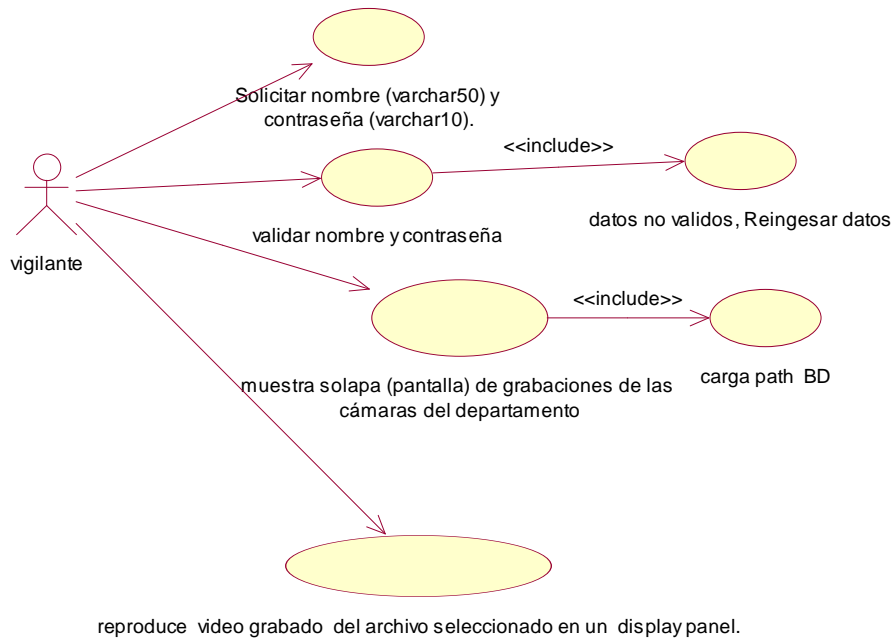 Solicitar nombre (varchar50) y
contraseña (varchar10).
<<include>>
datos no validos, Reingesar datos
validar nombre y contraseña
vigilante
<<include>>
carga path BD
muestra solapa (pantalla) de grabaciones de las
cámaras del departamento
reproduce video grabado del archivo seleccionado en un display panel.